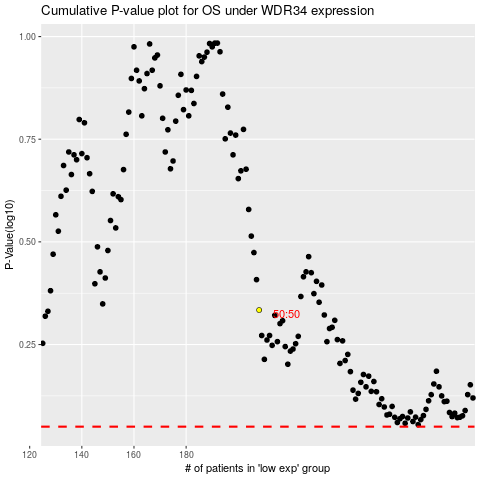 Cumulative P-value plot for OS under WDR34 expression
1.00
0.75
0.50
0.25
P-Value(log10)
50:50
120 140 160 180
# of patients in 'low exp' group